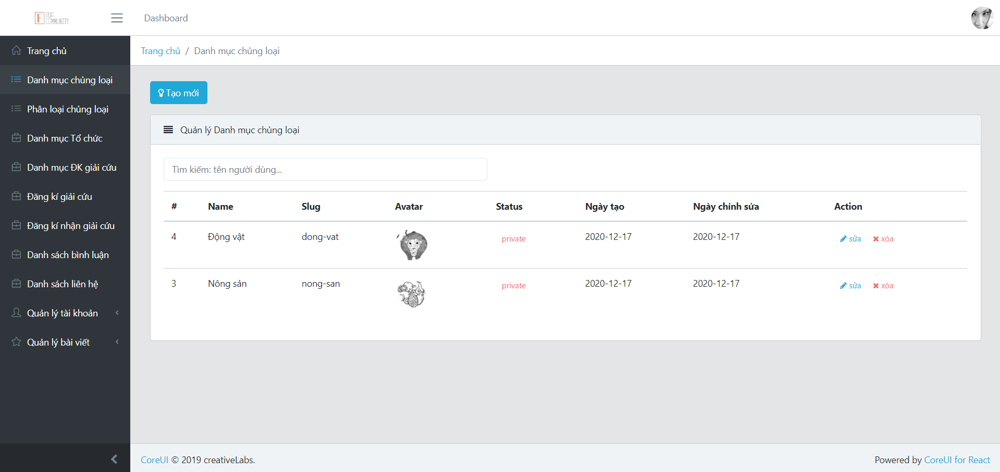 FOR
COMMUNITY
Dashboard
Trang chủ
Danh mục chủng loại
Phân loại chủng loại
Danh mục Tổ chức
Danh mục ĐK giải cứu
Đăng kí giải cứu
Đăng kí nhận giải cứu
Danh sách bình luận
Danh sách liên hệ
Quản lý tài khoản
Quản lý bài viết
Trang chủ / Danh mục chủng loại
Tạo mới
Quản lý Danh mục chủng loại
Tìm kiếm: tên người dùng...
# Name Slug Avatar Status Ngày tạo Ngày chỉnh sửa Action
4 Động vật dong-vat private 2020-12-17 2020-12-17 sửa xóa
3 Nông sản nong-san private 2020-12-17 2020-12-17 sửa xóa
CoreUI © 2019 creativeLabs.
Powered by CoreUI for React